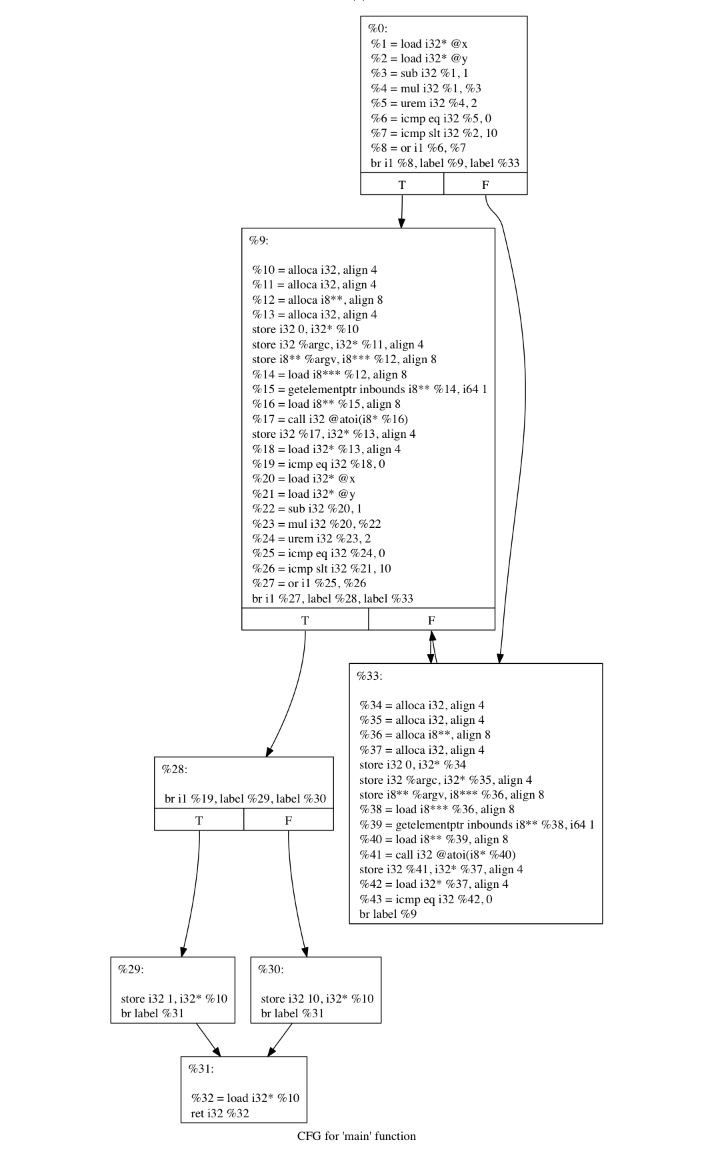 %0:
%1 = load i32* @x
%2 = load i32* @y
%3 = sub i32 %1, 1
%4 = mul i32 %1, %3
%5 = urem i32 %4, 2
%6 = icmp eq i32 %5, 0
%7 = icmp slt i32 %2, 10
%8 = or i1 %6, %7
br i1 %8, label %9, label %33
T F
%9:
%10 = alloca i32, align 4
%11 = alloca i32, align 4
%12 = alloca i8**, align 8
%13 = alloca i32, align 4
store i32 0, i32* %10
store i32 %argc, i32* %11, align 4
store i8** %argv, i8*** %12, align 8
%14 = load i8*** %12, align 8
%15 = getelementptr inbounds i8** %14, i64 1
%16 = load i8** %15, align 8
%17 = call i32 @atoi(i8* %16)
store i32 %17, i32* %13, align 4
%18 = load i32* %13, align 4
%19 = icmp eq i32 %18, 0
%20 = load i32* @x
%21 = load i32* @y
%22 = sub i32 %20, 1
%23 = mul i32 %20, %22
%24 = urem i32 %23, 2
%25 = icmp eq i32 %24, 0
%26 = icmp slt i32 %21, 10
%27 = or i1 %25, %26
br i1 %27, label %28, label %33
T F
%33:
%34 = alloca i32, align 4
%35 = alloca i32, align 4
%36 = alloca i8**, align 8
%37 = alloca i32, align 4
store i32 0, i32* %34
store i32 %argc, i32* %35, align 4
store i8** %argv, i8*** %36, align 8
%38 = load i8*** %36, align 8
%39 = getelementptr inbounds i8** %38, i64 1
%40 = load i8** %39, align 8
%41 = call i32 @atoi(i8* %40)
store i32 %41, i32* %37, align 4
%42 = load i32* %37, align 4
%43 = icmp eq i32 %42, 0
br label %9
%28:
br i1 %19, label %29, label %30
T F
%29:
store i32 1, i32* %10
br label %31
%30:
store i32 10, i32* %10
br label %31
%31:
%32 = load i32* %10
ret i32 %32
CFG for 'main' function